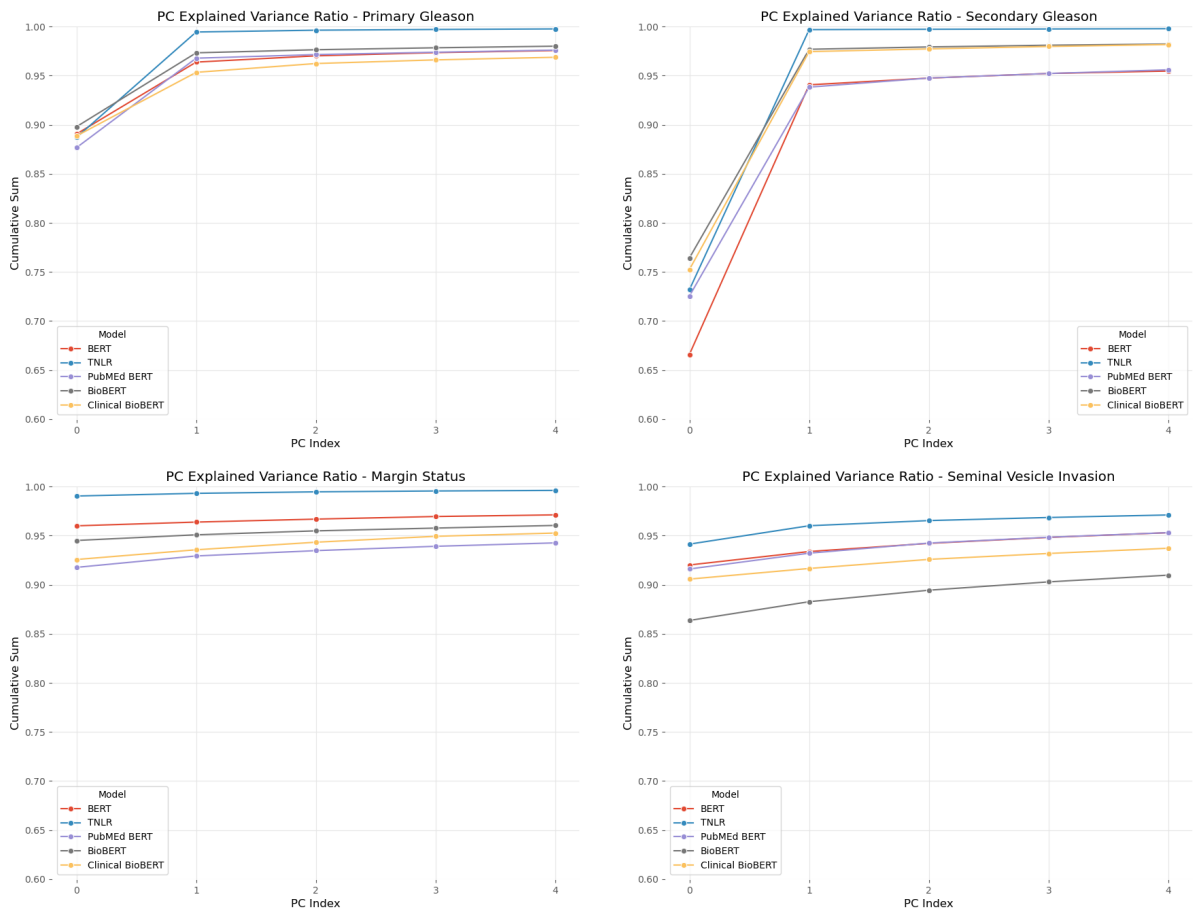 PC Explained Variance Ratio - Primary Gleason
1.00
0.95
0.90
0.85
0.80
0.75
0.70
0.65
0.60
Cumulative Sum
Model
BERT
TNLR
PubMEd BERT
BioBERT
Clinical BioBERT
0 1 2 3 4
PC Index
PC Explained Variance Ratio - Secondary Gleason
1.00
0.95
0.90
0.85
0.80
0.75
0.70
0.65
0.60
Cumulative Sum
Model
BERT
TNLR
PubMEd BERT
BioBERT
Clinical BioBERT
0 1 2 3 4
PC Index
PC Explained Variance Ratio - Margin Status
1.00
0.95
0.90
0.85
0.80
0.75
0.70
0.65
0.60
Cumulative Sum
Model
BERT
TNLR
PubMEd BERT
BioBERT
Clinical BioBERT
0 1 2 3 4
PC Index
PC Explained Variance Ratio - Seminal Vesicle Invasion
1.00
0.95
0.90
0.85
0.80
0.75
0.70
0.65
0.60
Cumulative Sum
Model
BERT
TNLR
PubMEd BERT
BioBERT
Clinical BioBERT
0 1 2 3 4
PC Index